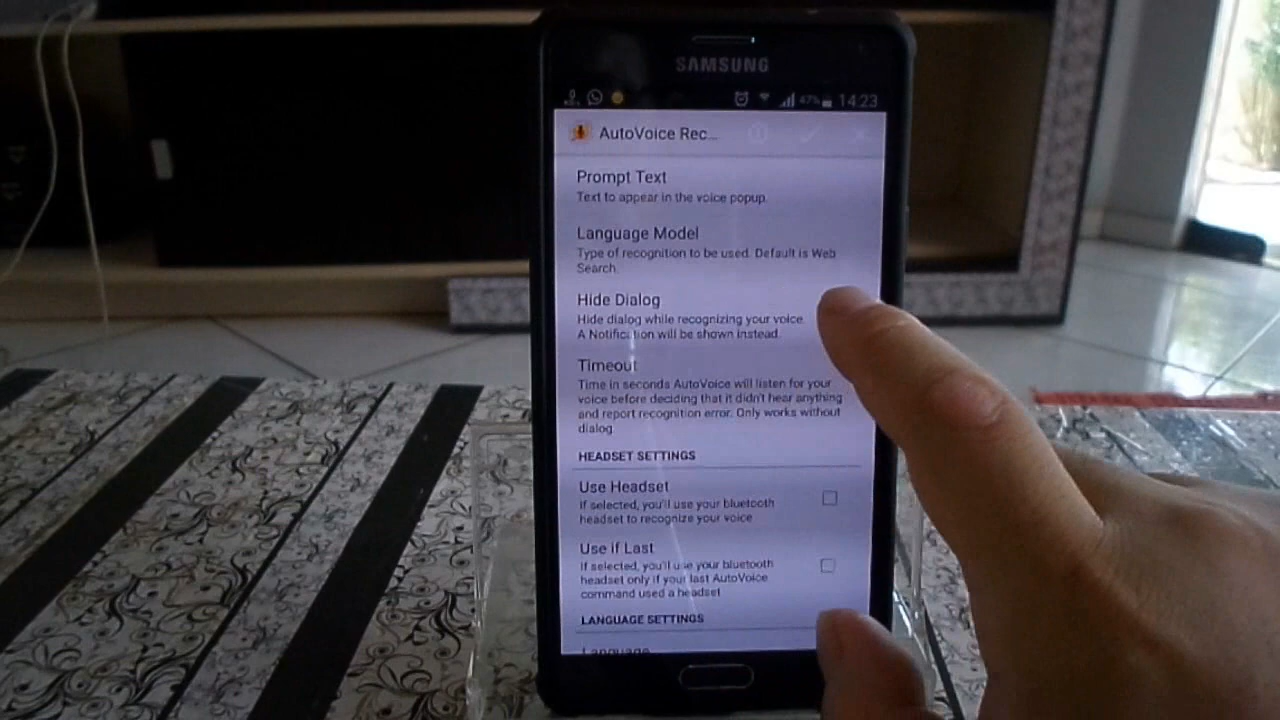 SAMSUNG
47% 14:23
AutoVoice Rec...
Prompt Text
Text to appear in the voice popup.
Language Model
Type of recognition to be used. Default is Web
Search.
Hide Dialog
Hide dialog while recognizing your voice.
A Notification will be shown instead.
Timeout
Time in seconds AutoVoice will listen for your
voice before deciding that it didn't hear anything
and report recognition error. Only works without
dialog.
HEADSET SETTINGS
Use Headset
If selected, you'll use your bluetooth
headset to recognize your voice
Use if Last
If selected, you'll use your bluetooth
headset only if your last AutoVoice
command used a headset
LANGUAGE SETTINGS
Language